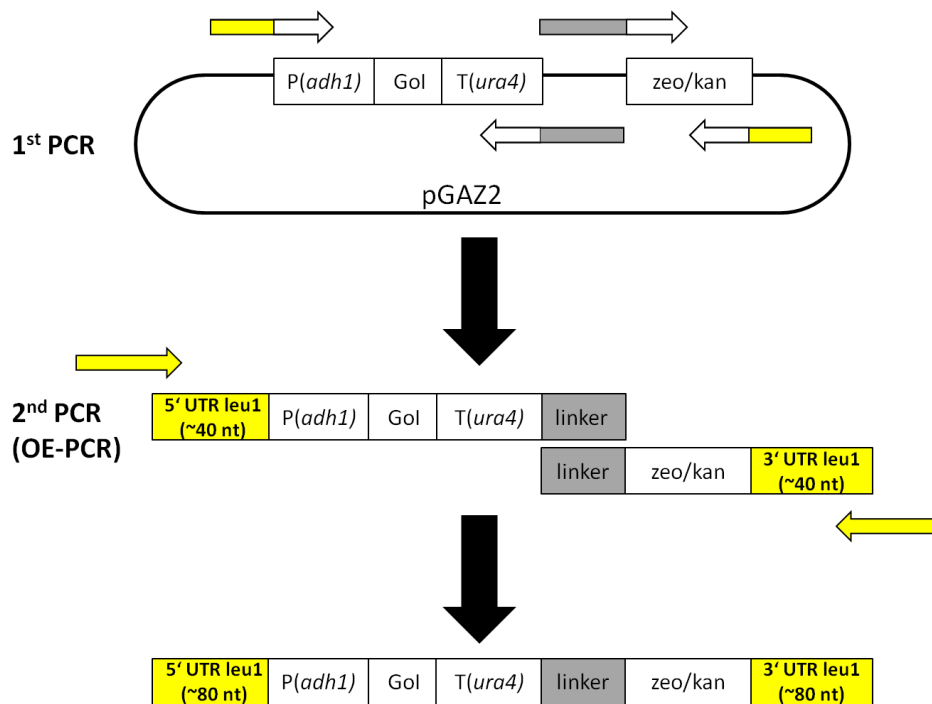 P(adh1) GoI T(ura4) zeo/kan
1st PCR
pGAZ2
2nd PCR
(OE-PCR)
5‘ UTR leu1
(~40 nt)
P(adh1) GoI T(ura4) linker
linker zeo/kan
3‘ UTR leu1
(~40 nt)
5‘ UTR leu1
(~80 nt)
P(adh1) GoI T(ura4) linker zeo/kan
3‘ UTR leu1
(~80 nt)